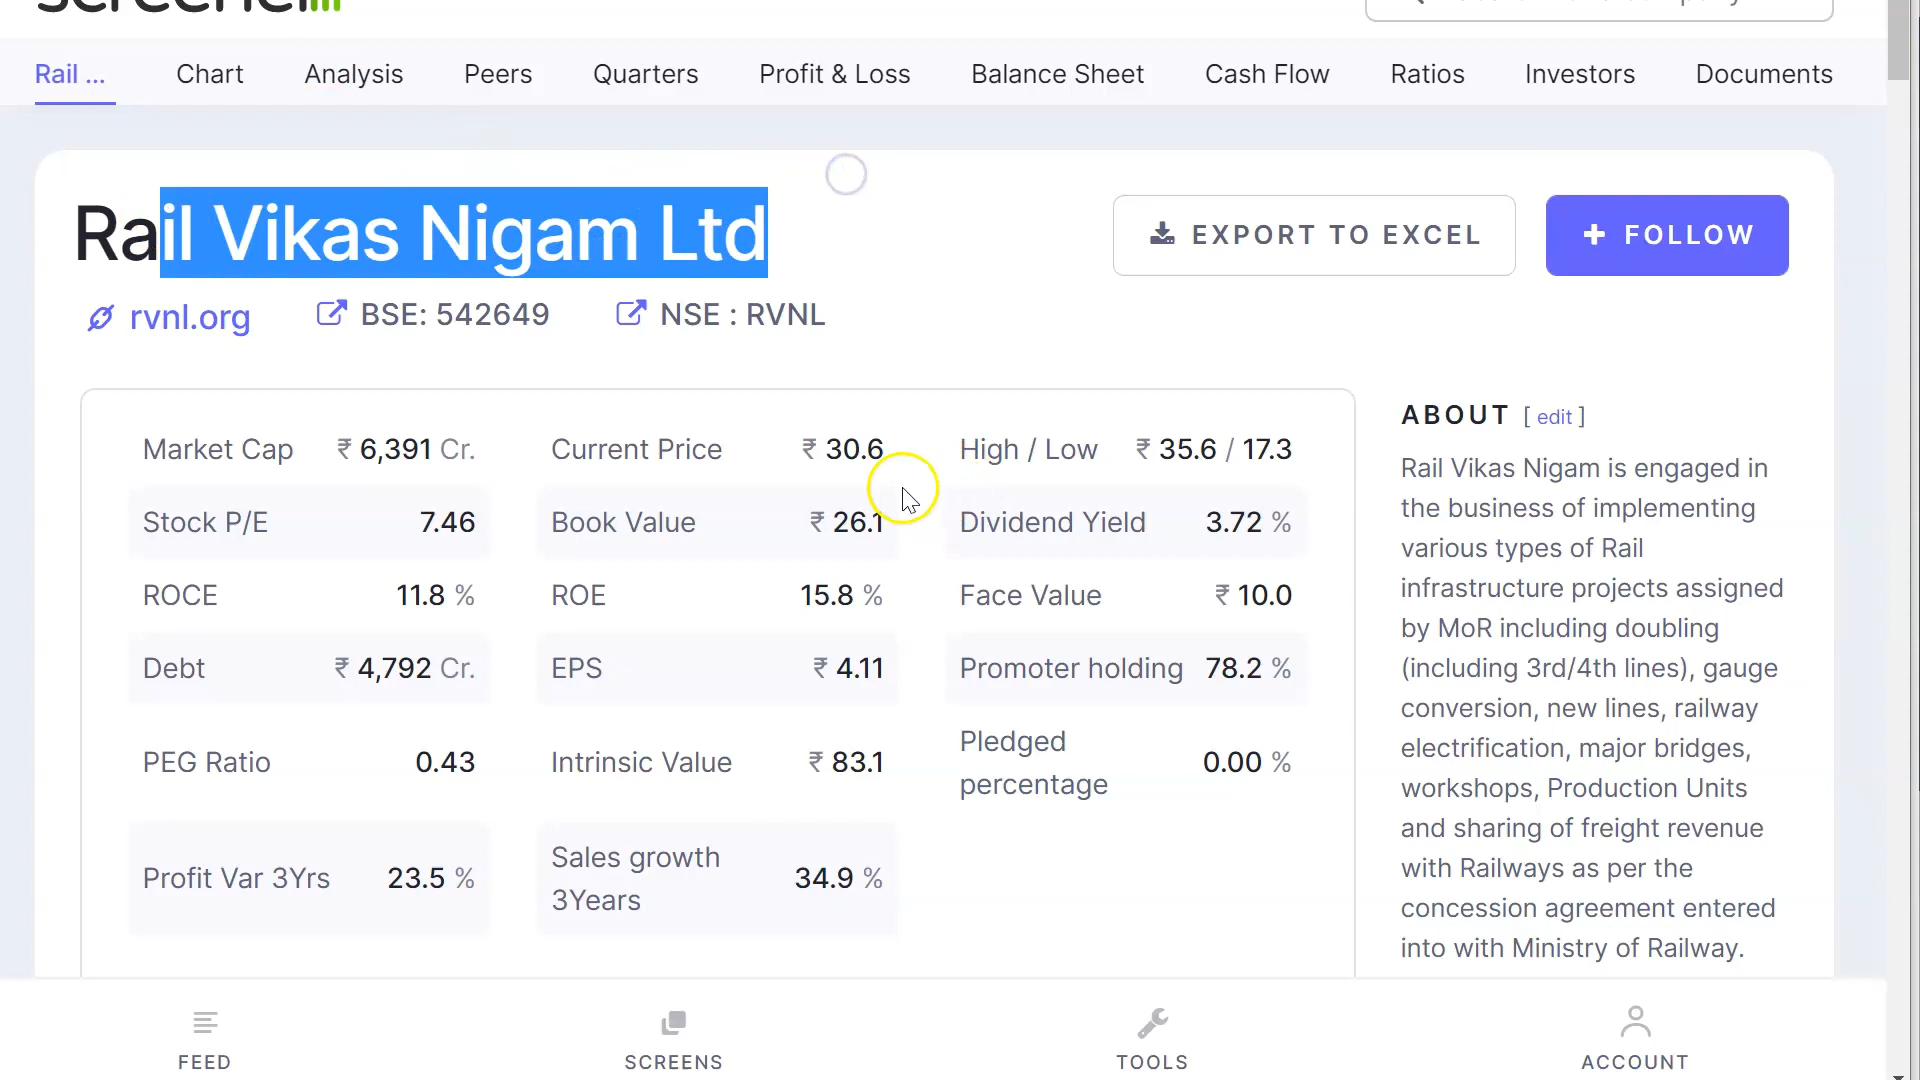 Rail ... Chart Analysis Peers Quarters Profit & Loss Balance Sheet Cash Flow Ratios Investors Documents
Rail Vikas Nigam Ltd
EXPORT TO EXCEL
+ FOLLOW
rvnl.org BSE: 542649 NSE : RVNL
Market Cap ₹ 6,391 Cr. Current Price ₹ 30.6 High / Low ₹ 35.6 / 17.3
Stock P/E 7.46 Book Value ₹ 26.1 Dividend Yield 3.72 %
ROCE 11.8 % ROE 15.8 % Face Value ₹ 10.0
Debt ₹ 4,792 Cr. EPS ₹ 4.11 Promoter holding 78.2 %
PEG Ratio 0.43 Intrinsic Value ₹ 83.1 Pledged
percentage 0.00 %
Profit Var 3Yrs 23.5 % Sales growth
3Years 34.9 %
ABOUT [ edit ]
Rail Vikas Nigam is engaged in
the business of implementing
various types of Rail
infrastructure projects assigned
by MoR including doubling
(including 3rd/4th lines), gauge
conversion, new lines, railway
electrification, major bridges,
workshops, Production Units
and sharing of freight revenue
with Railways as per the
concession agreement entered
into with Ministry of Railway.
FEED SCREENS TOOLS ACCOUNT